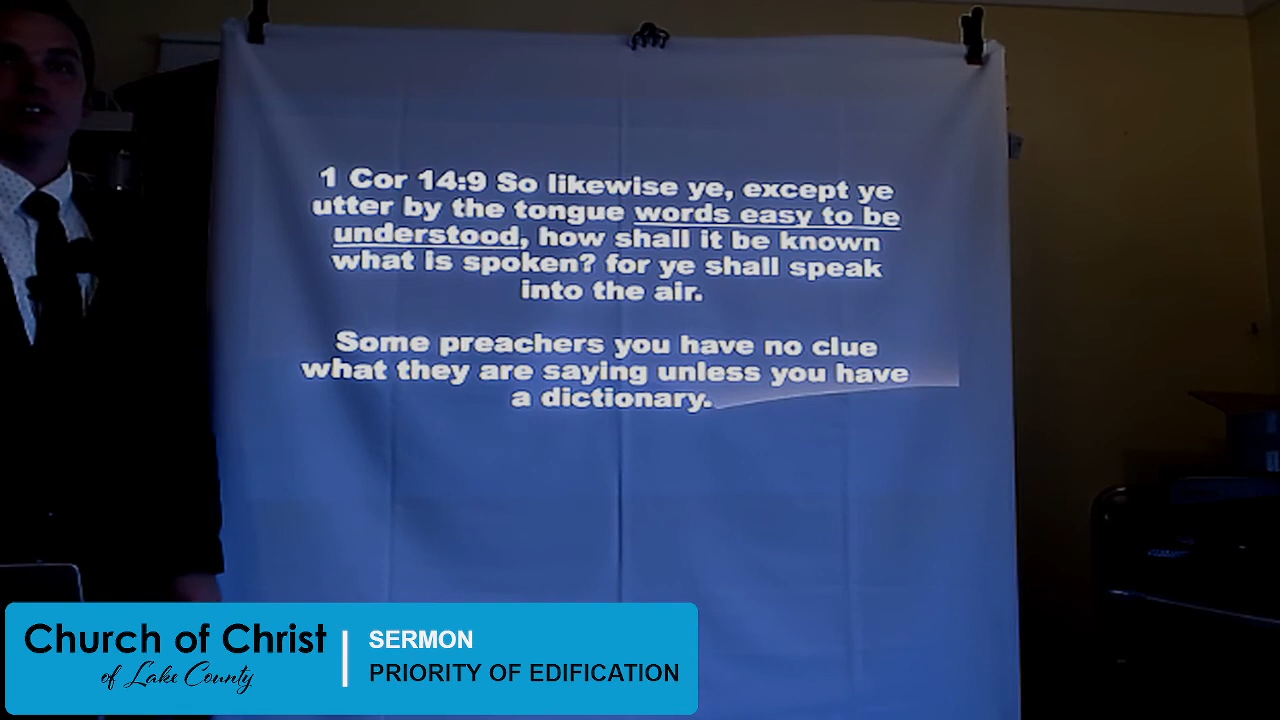 1 Cor 14:9 So likewise ye, except ye
utter by the tongue words easy to be
understood, how shall it be known
what is spoken? for ye shall speak
into the air.
Some preachers you have no clue
what they are saying unless you have
a dictionary.
Church of Christ
of Lake County
SERMON
PRIORITY OF EDIFICATION